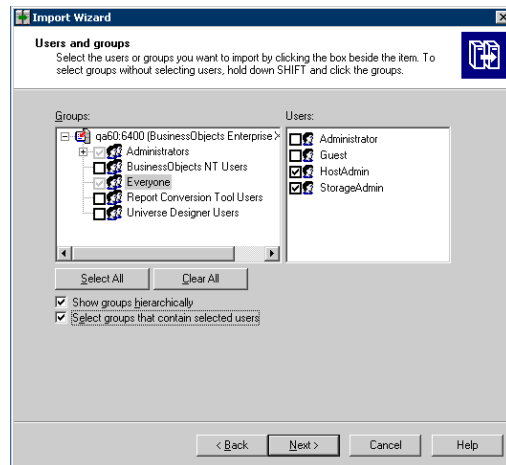 Import Wizard
Users and groups
Select the users or groups you want to import by clicking the box beside the item. To
select groups without selecting users, hold down SHIFT and click the groups.
Groups:
Users:
qa60:6400 (BusinessObjects Enterprise X
Administrators
BusinessObjects NT Users
Everyone
Report Conversion Tool Users
Universe Designer Users
Administrator
Guest
HostAdmin
StorageAdmin
Select All
Clear All
Show groups hierarchically
Select groups that contain selected users
< Back
Next >
Cancel
Help